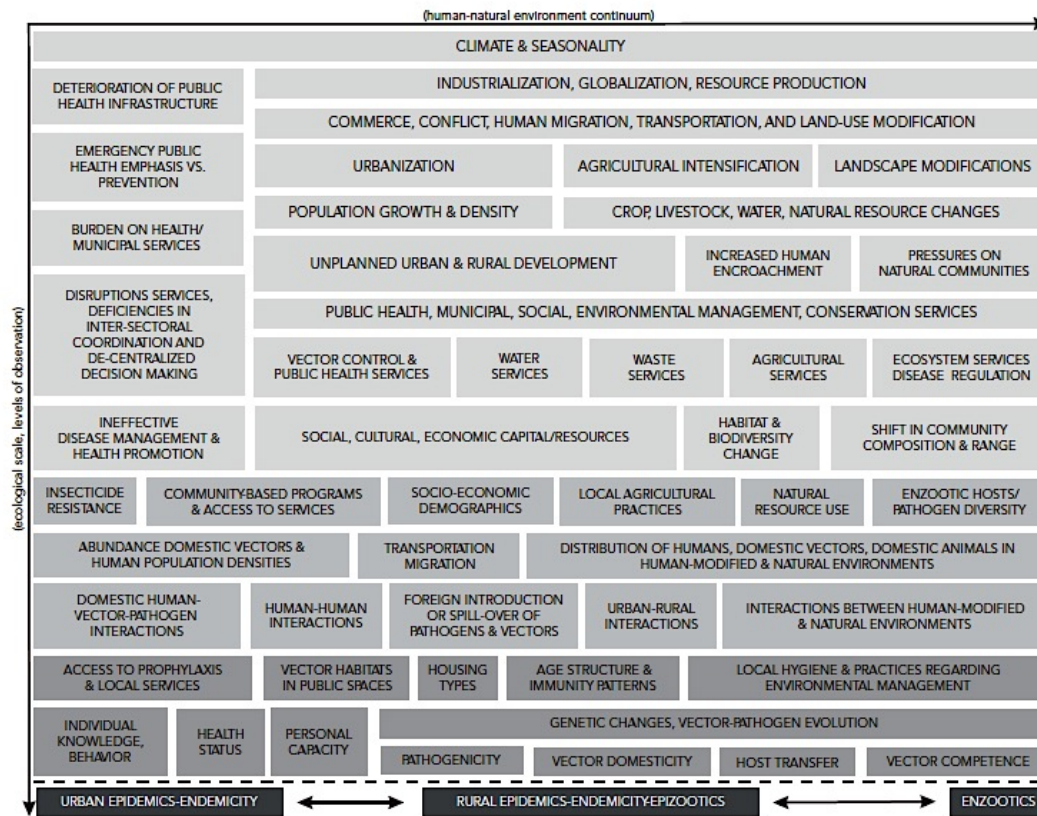 (human-natural environment continuum)
(ecological scale, levels of observation)
CLIMATE & SEASONALITY
DETERIORATION OF PUBLIC
HEALTH INFRASTRUCTURE
INDUSTRIALIZATION, GLOBALIZATION, RESOURCE PRODUCTION
COMMERCE, CONFLICT, HUMAN MIGRATION, TRANSPORTATION, AND LAND-USE MODIFICATION
EMERGENCY PUBLIC
HEALTH EMPHASIS VS.
PREVENTION
URBANIZATION
AGRICULTURAL INTENSIFICATION
LANDSCAPE MODIFICATIONS
BURDEN ON HEALTH/
MUNICIPAL SERVICES
POPULATION GROWTH & DENSITY
CROP, LIVESTOCK, WATER, NATURAL RESOURCE CHANGES
UNPLANNED URBAN & RURAL DEVELOPMENT
INCREASED HUMAN
ENCROACHMENT
PRESSURES ON
NATURAL COMMUNITIES
DISRUPTIONS SERVICES,
DEFICIENCIES IN
INTER-SECTORAL
COORDINATION AND
DE-CENTRALIZED
DECISION MAKING
PUBLIC HEALTH, MUNICIPAL, SOCIAL, ENVIRONMENTAL MANAGEMENT, CONSERVATION SERVICES
VECTOR CONTROL &
PUBLIC HEALTH SERVICES
WATER
SERVICES
WASTE
SERVICES
AGRICULTURAL
SERVICES
ECOSYSTEM SERVICES
DISEASE REGULATION
INEFFECTIVE
DISEASE MANAGEMENT &
HEALTH PROMOTION
SOCIAL, CULTURAL, ECONOMIC CAPITAL/RESOURCES
HABITAT &
BIODIVERSITY
CHANGE
SHIFT IN COMMUNITY
COMPOSITION & RANGE
INSECTICIDE
RESISTANCE
COMMUNITY-BASED PROGRAMS
& ACCESS TO SERVICES
SOCIO-ECONOMIC
DEMOGRAPHICS
LOCAL AGRICULTURAL
PRACTICES
NATURAL
RESOURCE USE
ENZOOTIC HOSTS/
PATHOGEN DIVERSITY
ABUNDANCE DOMESTIC VECTORS &
HUMAN POPULATION DENSITIES
TRANSPORTATION
MIGRATION
DISTRIBUTION OF HUMANS, DOMESTIC VECTORS, DOMESTIC ANIMALS IN
HUMAN-MODIFIED & NATURAL ENVIRONMENTS
DOMESTIC HUMAN-
VECTOR-PATHOGEN
INTERACTIONS
HUMAN-HUMAN
INTERACTIONS
FOREIGN INTRODUCTION
OR SPILL-OVER OF
PATHOGENS & VECTORS
URBAN-RURAL
INTERACTIONS
INTERACTIONS BETWEEN HUMAN-MODIFIED
& NATURAL ENVIRONMENTS
ACCESS TO PROPHYLAXIS
& LOCAL SERVICES
VECTOR HABITATS
IN PUBLIC SPACES
HOUSING
TYPES
AGE STRUCTURE &
IMMUNITY PATTERNS
LOCAL HYGIENE & PRACTICES REGARDING
ENVIRONMENTAL MANAGEMENT
INDIVIDUAL
KNOWLEDGE,
BEHAVIOR
HEALTH
STATUS
PERSONAL
CAPACITY
GENETIC CHANGES, VECTOR-PATHOGEN EVOLUTION
PATHOGENICITY
VECTOR DOMESTICITY
HOST TRANSFER
VECTOR COMPETENCE
URBAN EPIDEMICS-ENDEMICITY
RURAL EPIDEMICS-ENDEMICITY-EPIZOOTICS
ENZOOTICS